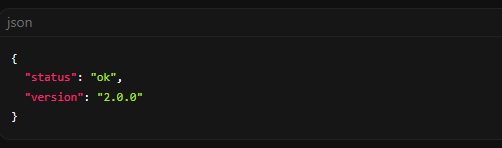 json
{
"status": "ok",
"version": "2.0.0"
}